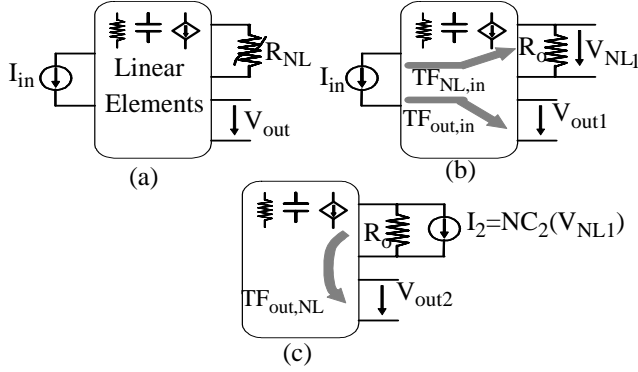 I_in
Linear
Elements
R_NL
V_out
(a)
I_in
TF_NL,in
TF_out,in
R_o
V_NL1
V_out1
(b)
R_o
I_2=NC_2(V_NL1)
TF_out,NL
V_out2
(c)